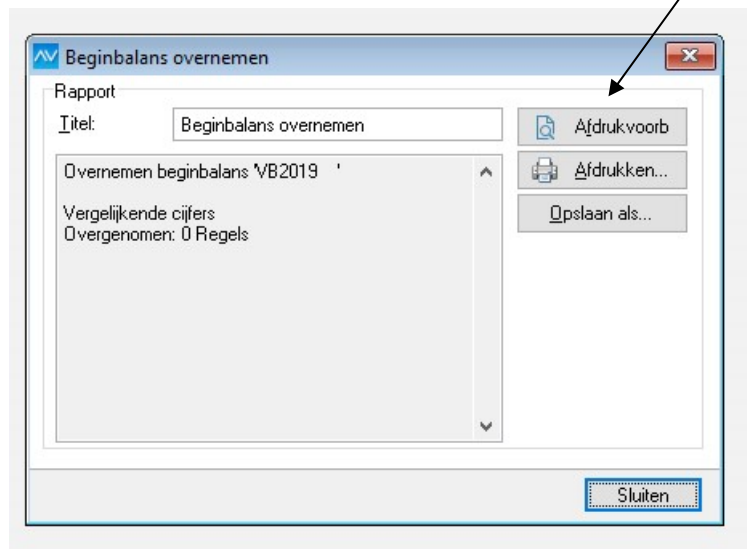 Beginbalans overnemen
Rapport
Titel: Beginbalans overnemen
Afdrukvoorb
Overnemen beginbalans 'VB2019   '
Afdrukken...
Vergelijkende cijfers
Opslaan als...
Overgenomen: 0 Regels
Sluiten